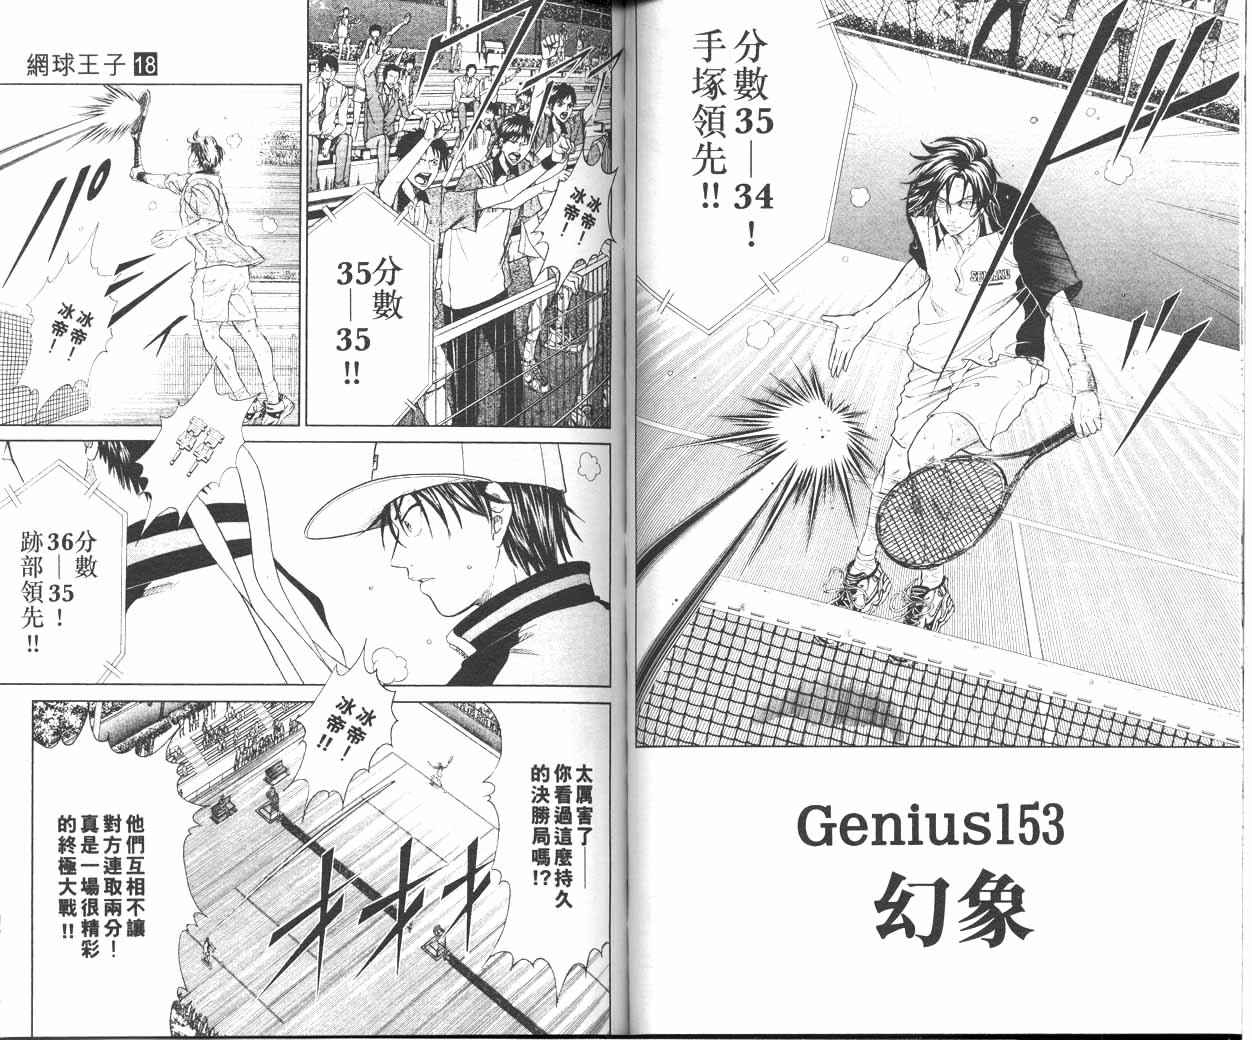 分數35—34！
手塚領先!!
SEIGAKU
Genius153
幻象
網球王子 18
冰帝！
冰帝！
分數
35—35!!
冰帝！
冰帝！
分數
36—35！
跡部領先!!
冰帝！
冰帝!!
太厲害了——
你看過這麼持久
的決勝局嗎!?
他們互相不讓
對方連取兩分！
真是一場很精彩
的終極大戰!!